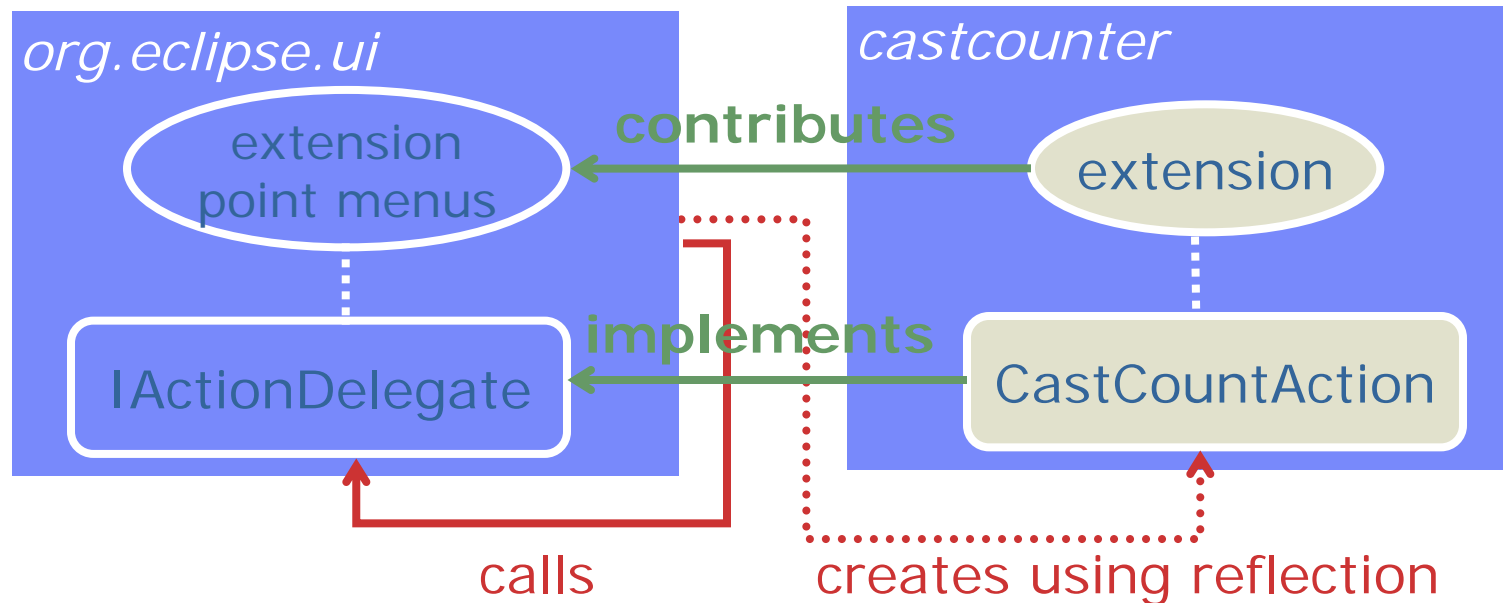 org.eclipse.ui
castcounter
extension
point menus
contributes
extension
implements
IActionDelegate
CastCountAction
calls
creates using reflection